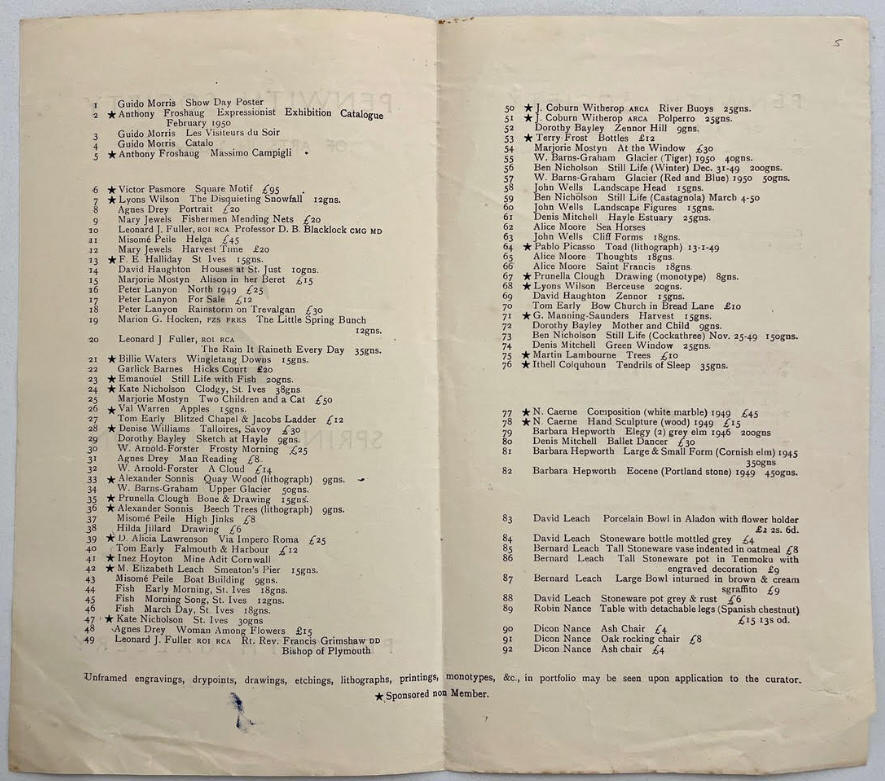 5
1 Guido Morris Show Day Poster
2 ★ Anthony Froshaug Expressionist Exhibition Catalogue
February 1950
3 Guido Morris Les Visiteurs du Soir
4 Guido Morris Catalo
5 ★ Anthony Froshaug Massimo Campigli
6 ★ Victor Pasmore Square Motif £95
7 ★ Lyons Wilson The Disquieting Snowfall 12gns.
8 Agnes Drey Portrait £20
9 Mary Jewels Fishermen Mending Nets £20
10 Leonard J. Fuller, ROI RCA Professor D. B. Blacklock CMG MD
11 Misomé Peile Helga £45
12 Mary Jewels Harvest Time £20
13 ★ F. E. Halliday St Ives 15gns.
14 David Haughton Houses at St. Just 10gns.
15 Marjorie Mostyn Alison in her Beret £15
16 Peter Lanyon North 1949 £25
17 Peter Lanyon For Sale £12
18 Peter Lanyon Rainstorm on Trevalgan £30
19 Marion G. Hocken, FZS FRES The Little Spring Bunch
12gns.
20 Leonard J Fuller, ROI RCA
The Rain It Raineth Every Day 35gns.
21 ★ Billie Waters Wingletang Downs 15gns.
22 Garlick Barnes Hicks Court £20
23 ★ Emanouel Still Life with Fish 20gns.
24 ★ Kate Nicholson Clodgy, St. Ives 38gns
25 Marjorie Mostyn Two Children and a Cat £50
26 ★ Val Warren Apples 15gns.
27 Tom Early Blitzed Chapel & Jacobs Ladder £12
28 ★ Denise Williams Talloires, Savoy £30
29 Dorothy Bayley Sketch at Hayle 9gns.
30 W. Arnold-Forster Frosty Morning £25
31 Agnes Drey Man Reading £8.
32 W. Arnold-Forster A Cloud £14
33 ★ Alexander Sonnis Quay Wood (lithograph) 9gns.
34 W. Barns-Graham Upper Glacier 50gns.
35 ★ Prunella Clough Bone & Drawing 15gns.
36 ★ Alexander Sonnis Beech Trees (lithograph) 9gns.
37 Misomé Peile High Jinks £8
38 Hilda Jillard Drawing £6
39 ★ D. Alicia Lawrenson Via Impero Roma £25
40 Tom Early Falmouth & Harbour £12
41 ★ Inez Hoyton Mine Adit Cornwall
42 ★ M. Elizabeth Leach Smeaton's Pier 15gns.
43 Misomé Peile Boat Building 9gns.
44 Fish Early Morning, St. Ives 18gns.
45 Fish Morning Song, St. Ives 12gns.
46 Fish March Day, St. Ives 18gns.
47 ★ Kate Nicholson St. Ives 30gns
48 Agnes Drey Woman Among Flowers £15
49 Leonard J. Fuller ROI RCA Rt. Rev. Francis Grimshaw DD
Bishop of Plymouth
50 ★ J. Coburn Witherop ARCA River Buoys 25gns.
51 ★ J. Coburn Witherop ARCA Polperro 25gns.
52 Dorothy Bayley Zennor Hill 9gns.
53 ★ Terry Frost Bottles £12
54 Marjorie Mostyn At the Window £30
55 W. Barns-Graham Glacier (Tiger) 1950 40gns.
56 Ben Nicholson Still Life (Winter) Dec. 31-49 200gns.
57 W. Barns-Graham Glacier (Red and Blue) 1950 50gns.
58 John Wells Landscape Head 15gns.
59 Ben Nicholson Still Life (Castagnola) March 4-50
60 John Wells Landscape Figures 15gns.
61 Denis Mitchell Hayle Estuary 25gns.
62 Alice Moore Sea Horses
63 John Wells Cliff Forms 18gns.
64 ★ Pablo Picasso Toad (lithograph) 13-1-49
65 Alice Moore Thoughts 18gns.
66 Alice Moore Saint Francis 18gns.
67 ★ Prunella Clough Drawing (monotype) 8gns.
68 ★ Lyons Wilson Berceuse 20gns.
69 David Haughton Zennor 15gns.
70 Tom Early Bow Church in Bread Lane £10
71 ★ G. Manning-Saunders Harvest 15gns.
72 Dorothy Bayley Mother and Child 9gns.
73 Ben Nicholson Still Life (Cockathree) Nov. 25-49 150gns.
74 Denis Mitchell Green Window 25gns.
75 ★ Martin Lambourne Trees £10
76 ★ Ithell Colquhoun Tendrils of Sleep 35gns.
77 ★ N. Caerne Composition (white marble) 1949 £45
78 ★ N. Caerne Hand Sculpture (wood) 1949 £15
79 Barbara Hepworth Elegy (2) grey elm 1946 200gns
80 Denis Mitchell Ballet Dancer £30
81 Barbara Hepworth Large & Small Form (Cornish elm) 1945
350gns
82 Barbara Hepworth Eocene (Portland stone) 1949 450gns.
83 David Leach Porcelain Bowl in Aladon with flower holder
£2 2s. 6d.
84 David Leach Stoneware bottle mottled grey £4
85 Bernard Leach Tall Stoneware vase indented in oatmeal £8
86 Bernard Leach Tall Stoneware pot in Tenmoku with
engraved decoration £9
87 Bernard Leach Large Bowl inturned in brown & cream
sgraffito £9
88 David Leach Stoneware pot grey & rust £6
89 Robin Nance Table with detachable legs (Spanish chestnut)
£15 13s 0d.
90 Dicon Nance Ash Chair £4
91 Dicon Nance Oak rocking chair £8
92 Dicon Nance Ash chair £4
Unframed engravings, drypoints, drawings, etchings, lithographs, printings, monotypes, &c., in portfolio may be seen upon application to the curator.
★ Sponsored non Member.